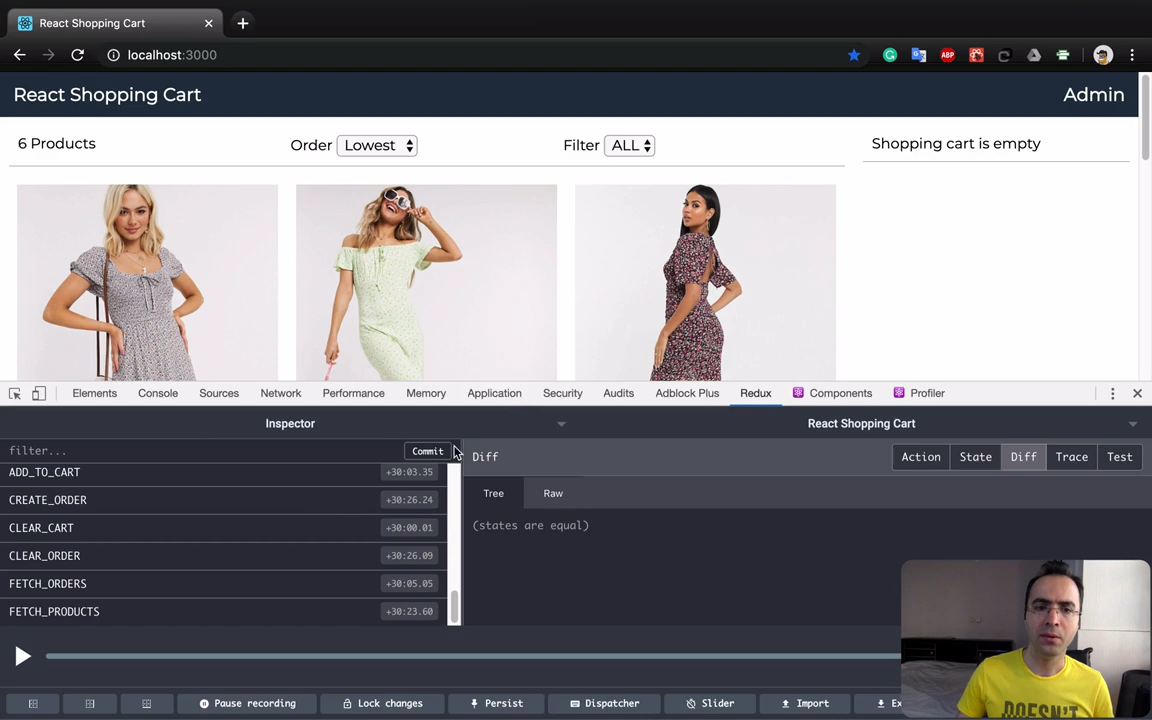 React Shopping Cart
localhost:3000
ABP
React Shopping Cart Admin
6 Products Order Lowest Filter ALL Shopping cart is empty
Elements Console Sources Network Performance Memory Application Security Audits Adblock Plus Redux Components Profiler
Inspector React Shopping Cart
filter... Commit Diff Action State Diff Trace Test
ADD_TO_CART +30:03.35
Tree Raw
CREATE_ORDER +30:26.24
CLEAR_CART +30:00.01
(states are equal)
CLEAR_ORDER +30:26.09
FETCH_ORDERS +30:05.05
FETCH_PRODUCTS +30:23.60
Pause recording Lock changes Persist Dispatcher Slider Import Ex
DOESN'T